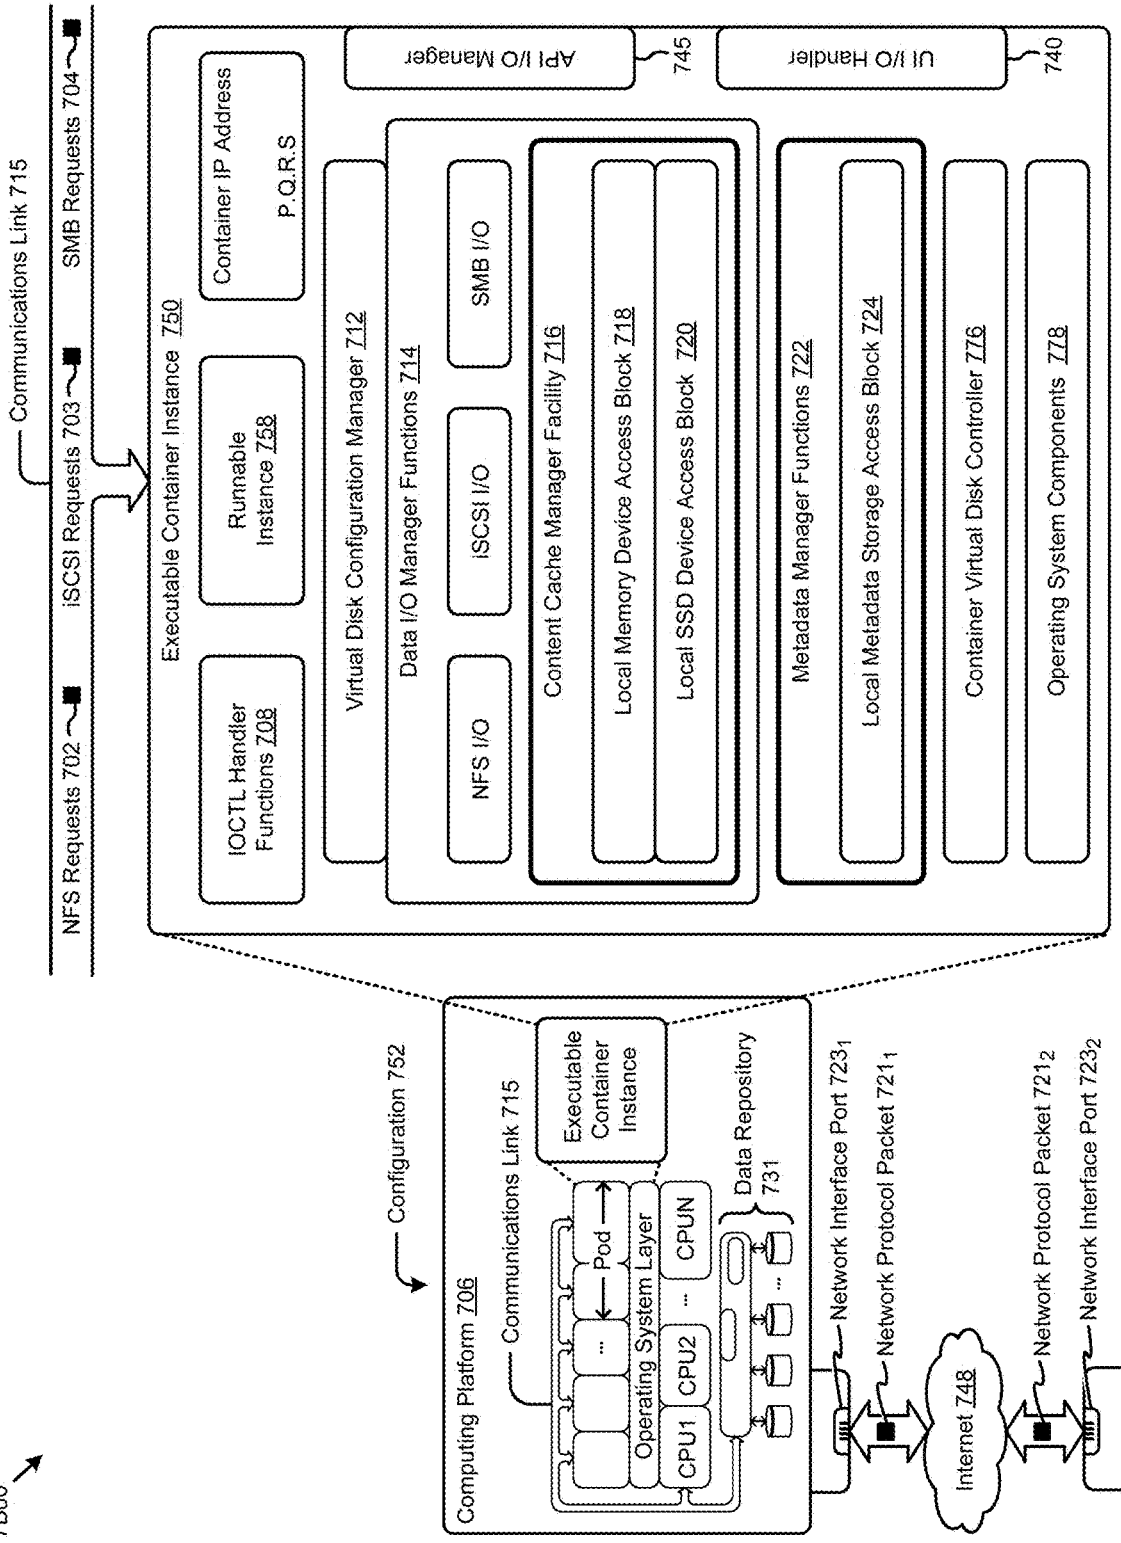 7B00
Communications Link 715
NFS Requests 702
iSCSI Requests 703
SMB Requests 704
Executable Container Instance 750
IOCTL Handler
Functions 708
Runnable
Instance 758
Container IP Address
P.Q.R.S
Virtual Disk Configuration Manager 712
Data I/O Manager Functions 714
NFS I/O
iSCSI I/O
SMB I/O
Content Cache Manager Facility 716
Local Memory Device Access Block 718
Local SSD Device Access Block 720
Metadata Manager Functions 722
Local Metadata Storage Access Block 724
Container Virtual Disk Controller 776
Operating System Components 778
API I/O Manager
745
UI I/O Handler
740
Configuration 752
Computing Platform 706
Communications Link 715
Executable
Container
Instance
...
Pod
Operating System Layer
CPU1
CPU2
...
CPUN
Data Repository
731
...
Network Interface Port 723₁
Network Protocol Packet 721₁
Internet 748
Network Protocol Packet 721₂
Network Interface Port 723₂